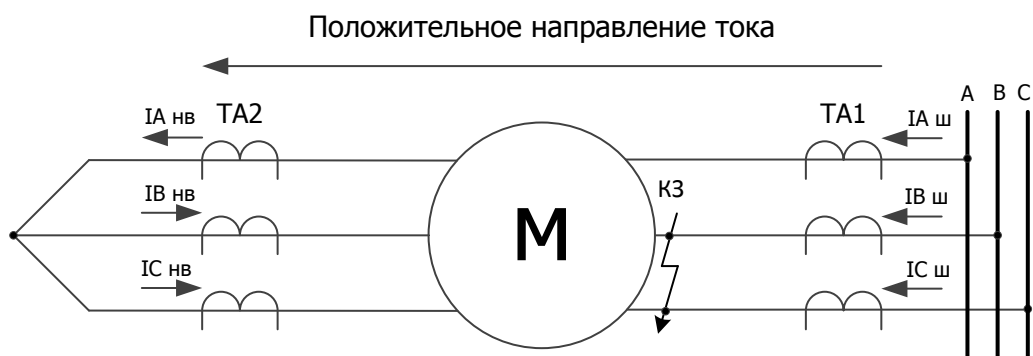 Положительное направление тока
A B C
IA нв TA2 TA1 IA ш
IB нв КЗ IB ш
M
IC нв IC ш